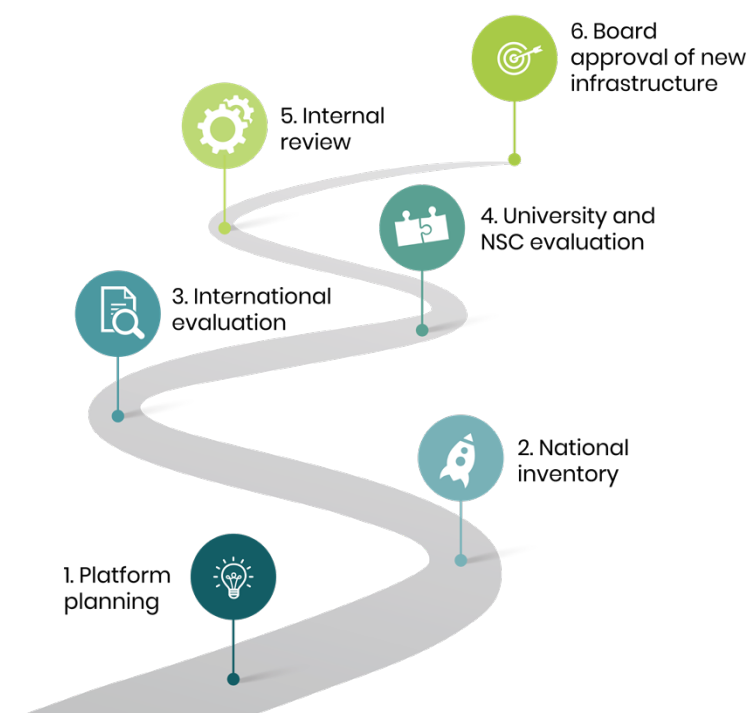 6. Board
approval of new
infrastructure
5. Internal
review
4. University and
NSC evaluation
3. International
evaluation
2. National
inventory
1. Platform
planning